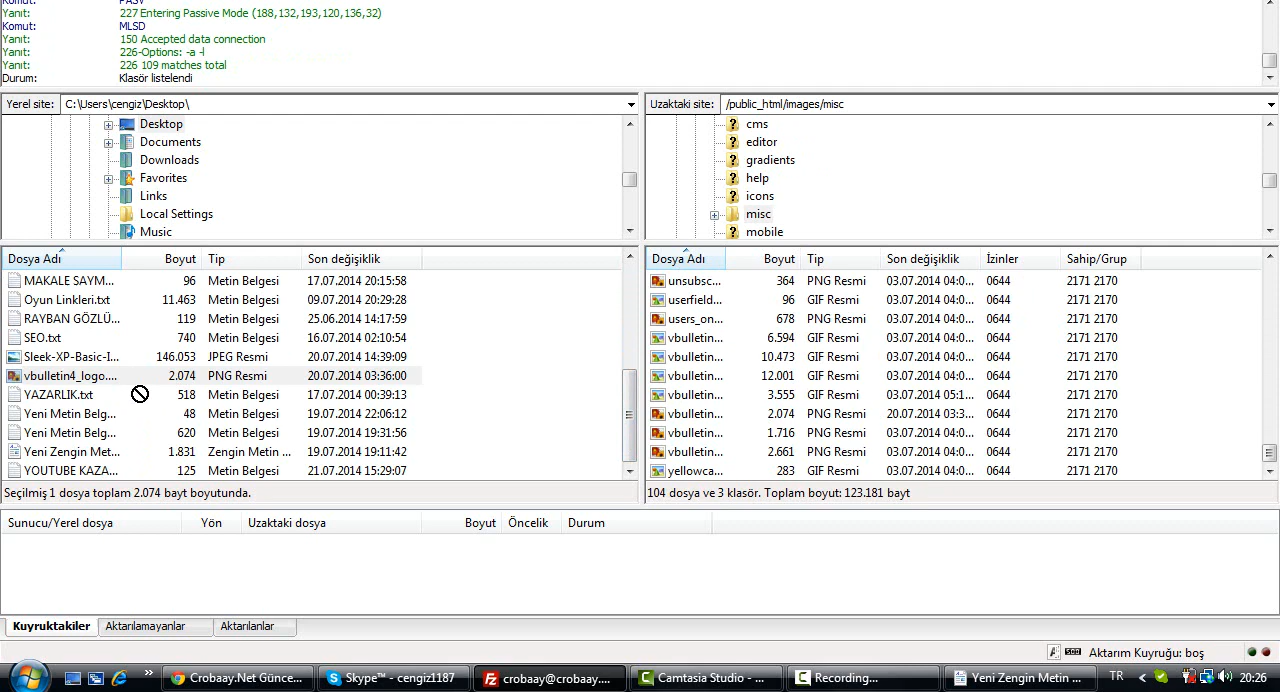 Komut: PASV
Yanıt: 227 Entering Passive Mode (188,132,193,120,136,32)
Komut: MLSD
Yanıt: 150 Accepted data connection
Yanıt: 226-Options: -a -l
Yanıt: 226 109 matches total
Durum: Klasör listelendi
Yerel site: C:\Users\cengiz\Desktop\
Desktop
Documents
Downloads
Favorites
Links
Local Settings
Music
Uzaktaki site: /public_html/images/misc
cms
editor
gradients
help
icons
misc
mobile
Dosya Adı Boyut Tip Son değişiklik
MAKALE SAYM... 96 Metin Belgesi 17.07.2014 20:15:58
Oyun Linkleri.txt 11.463 Metin Belgesi 09.07.2014 20:29:28
RAYBAN GÖZLÜ... 119 Metin Belgesi 25.06.2014 14:17:59
SEO.txt 740 Metin Belgesi 16.07.2014 02:10:54
Sleek-XP-Basic-I... 146.053 JPEG Resmi 20.07.2014 14:39:09
vbulletin4_logo.... 2.074 PNG Resmi 20.07.2014 03:36:00
YAZARLIK.txt 518 Metin Belgesi 17.07.2014 00:39:13
Yeni Metin Belg... 48 Metin Belgesi 19.07.2014 22:06:12
Yeni Metin Belg... 620 Metin Belgesi 19.07.2014 19:31:56
Yeni Zengin Met... 1.831 Zengin Metin ... 19.07.2014 19:11:42
YOUTUBE KAZA... 125 Metin Belgesi 21.07.2014 15:29:07
Seçilmiş 1 dosya toplam 2.074 bayt boyutunda.
Dosya Adı Boyut Tip Son değişiklik İzinler Sahip/Grup
unsubsc... 364 PNG Resmi 03.07.2014 04:0... 0644 2171 2170
userfield... 96 GIF Resmi 03.07.2014 04:0... 0644 2171 2170
users_on... 678 PNG Resmi 03.07.2014 04:0... 0644 2171 2170
vbulletin... 6.594 GIF Resmi 03.07.2014 04:0... 0644 2171 2170
vbulletin... 10.473 GIF Resmi 03.07.2014 04:0... 0644 2171 2170
vbulletin... 12.001 GIF Resmi 03.07.2014 04:0... 0644 2171 2170
vbulletin... 3.555 GIF Resmi 03.07.2014 05:1... 0644 2171 2170
vbulletin... 2.074 PNG Resmi 20.07.2014 03:3... 0644 2171 2170
vbulletin... 1.716 PNG Resmi 03.07.2014 04:0... 0644 2171 2170
vbulletin... 2.661 PNG Resmi 03.07.2014 04:0... 0644 2171 2170
yellowca... 283 GIF Resmi 03.07.2014 04:0... 0644 2171 2170
104 dosya ve 3 klasör. Toplam boyut: 123.181 bayt
Sunucu/Yerel dosya Yön Uzaktaki dosya Boyut Öncelik Durum
Kuyruktakiler Aktarılamayanlar Aktarılanlar
Aktarım Kuyruğu: boş
Crobaay.Net Günce... Skype™ - cengiz1187 crobaay@crobaay.... Camtasia Studio - ... Recording... Yeni Zengin Metin ... TR 20:26